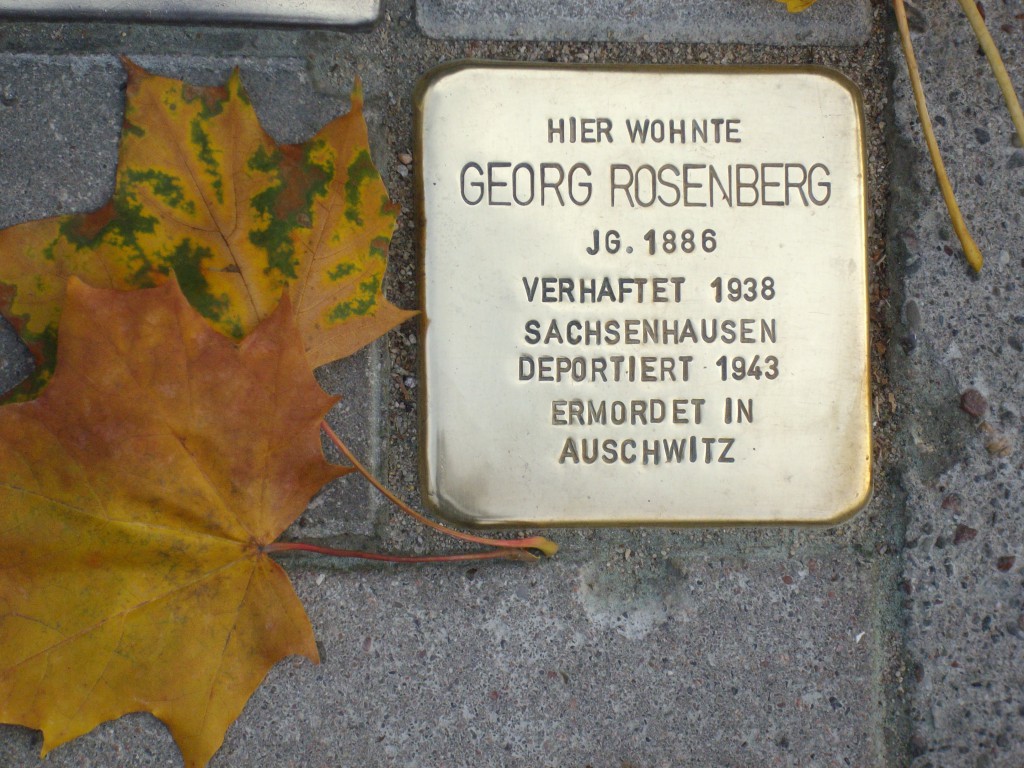 HIER WOHNTE
GEORG ROSENBERG
JG. 1886
VERHAFTET 1938
SACHSENHAUSEN
DEPORTIERT 1943
ERMORDET IN
AUSCHWITZ